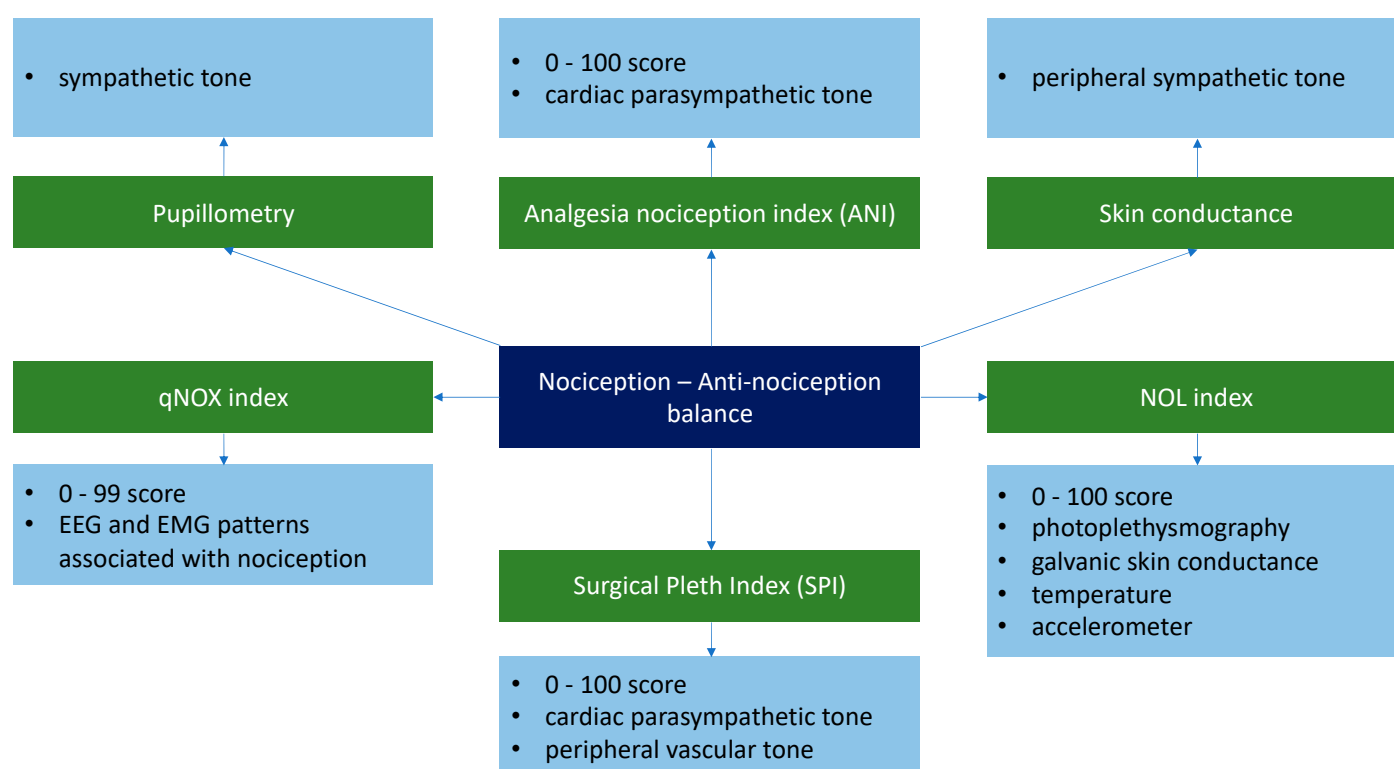 • sympathetic tone
• 0 - 100 score
• cardiac parasympathetic tone
• peripheral sympathetic tone
Pupillometry
Analgesia nociception index (ANI)
Skin conductance
qNOX index
Nociception – Anti-nociception
balance
NOL index
• 0 - 99 score
• EEG and EMG patterns
associated with nociception
• 0 - 100 score
• photoplethysmography
• galvanic skin conductance
• temperature
• accelerometer
Surgical Pleth Index (SPI)
• 0 - 100 score
• cardiac parasympathetic tone
• peripheral vascular tone